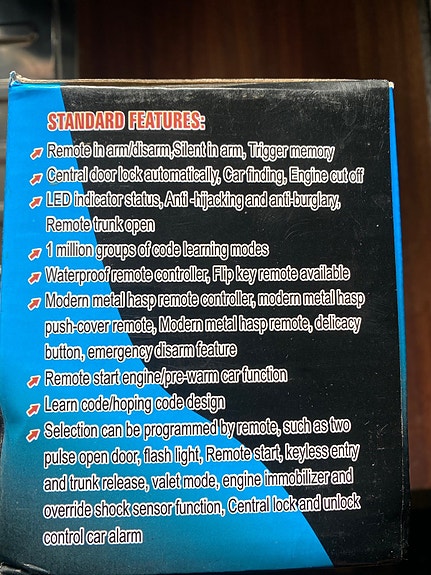 STANDARD FEATURES:
Remote in arm/disarm,Silent in arm, Trigger memory
Central door lock automatically, Car finding, Engine cut off
LED indicator status, Anti -hijacking and anti-burglary,
Remote trunk open
1 million groups of code learning modes
Waterproof remote controller, Flip key remote available
Modern metal hasp remote controller, modern metal hasp
push-cover remote, Modern metal hasp remote, delicacy
button, emergency disarm feature
Remote start engine/pre-warm car function
Learn code/hoping code design
Selection can be programmed by remote, such as two
pulse open door, flash light, Remote start, keyless entry
and trunk release, valet mode, engine immobilizer and
override shock sensor function, Central lock and unlock
control car alarm